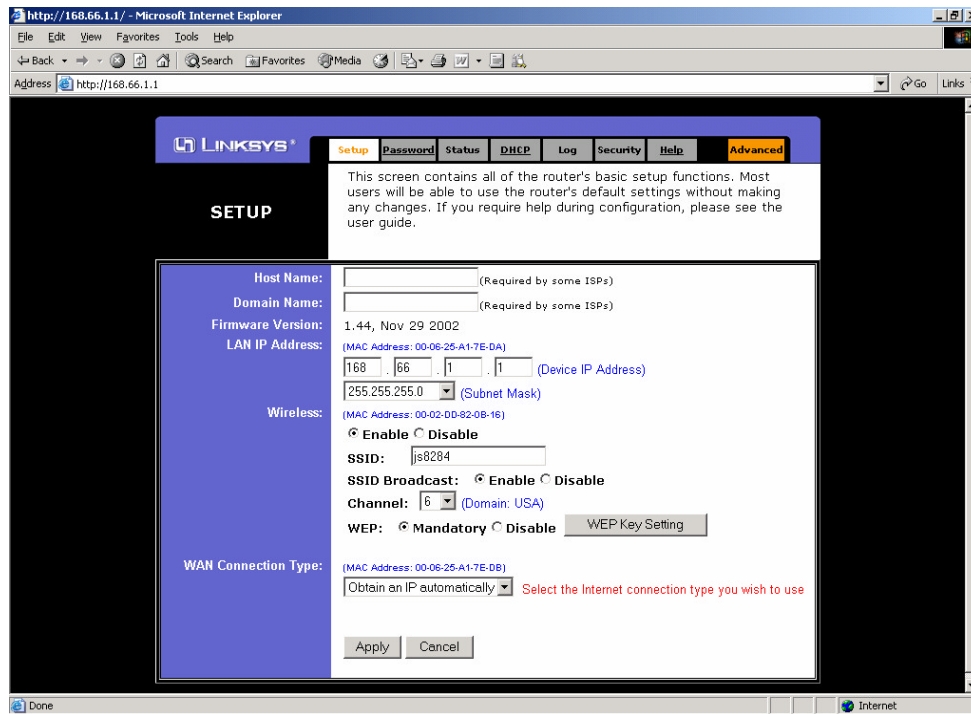 http://168.66.1.1/ - Microsoft Internet Explorer
File Edit View Favorites Tools Help
Back Search Favorites Media
Address http://168.66.1.1 Go Links
LINKSYS®
Setup Password Status DHCP Log Security Help Advanced
SETUP
This screen contains all of the router's basic setup functions. Most
users will be able to use the router's default settings without making
any changes. If you require help during configuration, please see the
user guide.
Host Name: (Required by some ISPs)
Domain Name: (Required by some ISPs)
Firmware Version: 1.44, Nov 29 2002
LAN IP Address: (MAC Address: 00-06-25-A1-7E-DA)
168 . 66 . 1 . 1 (Device IP Address)
255.255.255.0 (Subnet Mask)
Wireless: (MAC Address: 00-02-DD-82-0B-16)
Enable Disable
SSID: js8284
SSID Broadcast: Enable Disable
Channel: 6 (Domain: USA)
WEP: Mandatory Disable WEP Key Setting
WAN Connection Type: (MAC Address: 00-06-25-A1-7E-DB)
Obtain an IP automatically Select the Internet connection type you wish to use
Apply Cancel
Done Internet